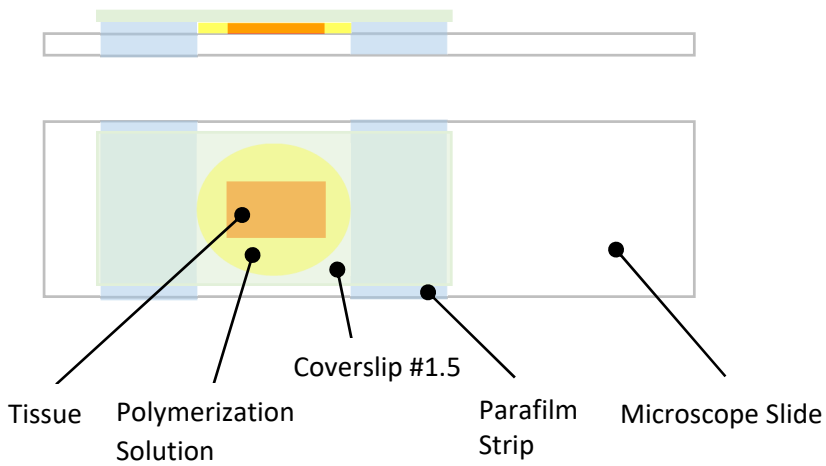 Coverslip #1.5
Tissue
Polymerization
Solution
Parafilm
Strip
Microscope Slide